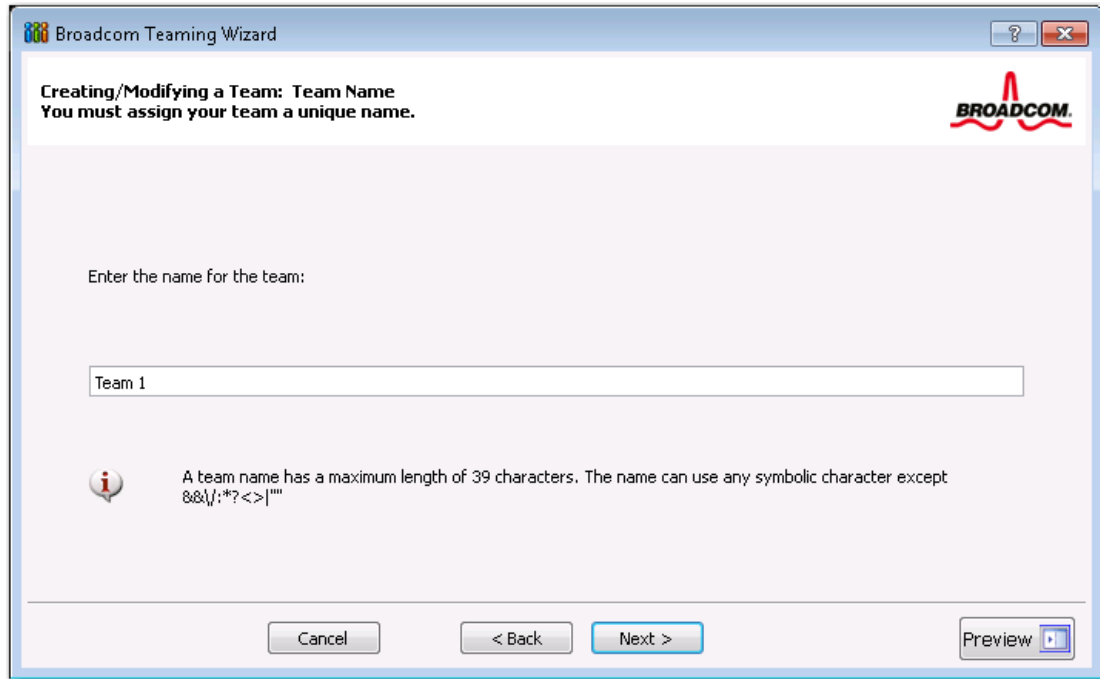 Broadcom Teaming Wizard
Creating/Modifying a Team: Team Name
You must assign your team a unique name.
BROADCOM.
Enter the name for the team:
Team 1
A team name has a maximum length of 39 characters. The name can use any symbolic character except
&&\/:*?<>|""
Cancel
< Back
Next >
Preview